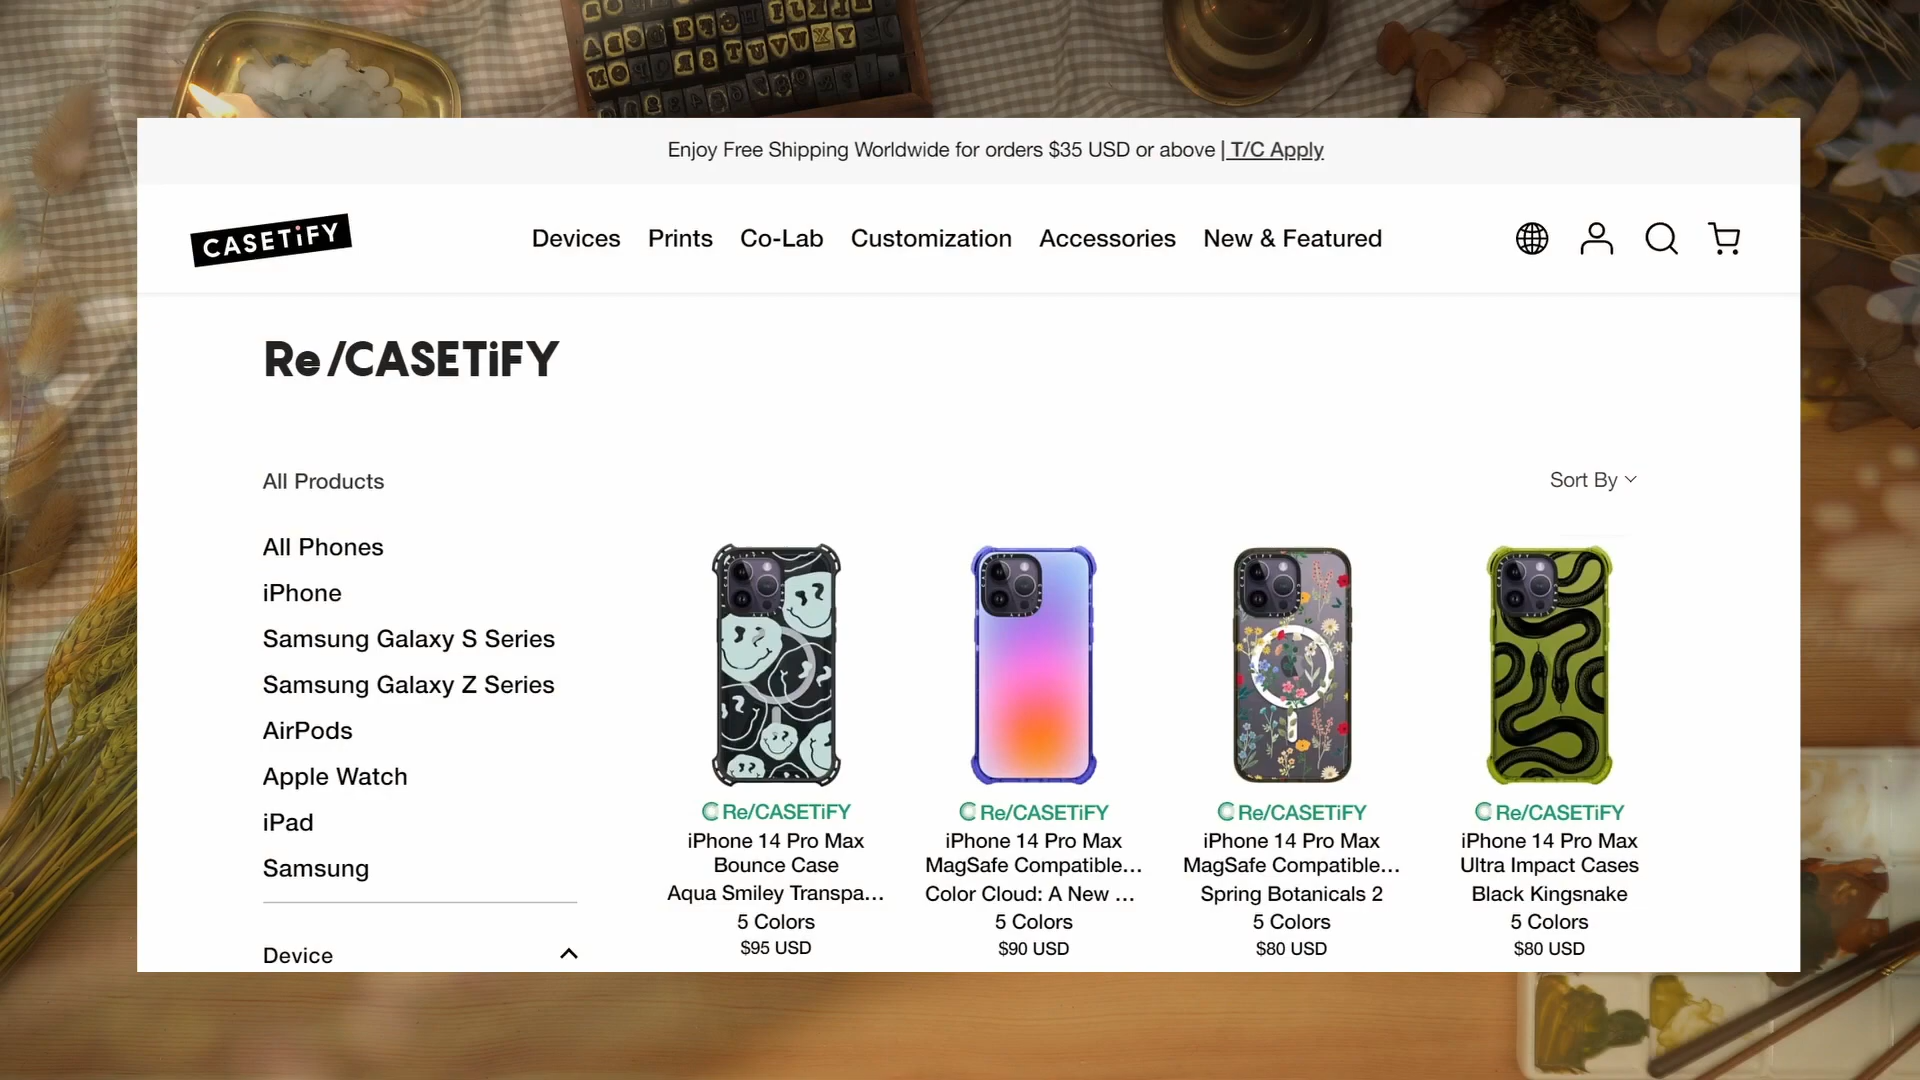 Enjoy Free Shipping Worldwide for orders $35 USD or above | T/C Apply
CASETiFY
Devices
Prints
Co-Lab
Customization
Accessories
New & Featured
Re/CASETiFY
All Products
Sort By
All Phones
iPhone
Samsung Galaxy S Series
Samsung Galaxy Z Series
AirPods
Apple Watch
iPad
Samsung
Device
Re/CASETiFY
iPhone 14 Pro Max
Bounce Case
Aqua Smiley Transpa...
5 Colors
$95 USD
Re/CASETiFY
iPhone 14 Pro Max
MagSafe Compatible...
Color Cloud: A New ...
5 Colors
$90 USD
Re/CASETiFY
iPhone 14 Pro Max
MagSafe Compatible...
Spring Botanicals 2
5 Colors
$80 USD
Re/CASETiFY
iPhone 14 Pro Max
Ultra Impact Cases
Black Kingsnake
5 Colors
$80 USD